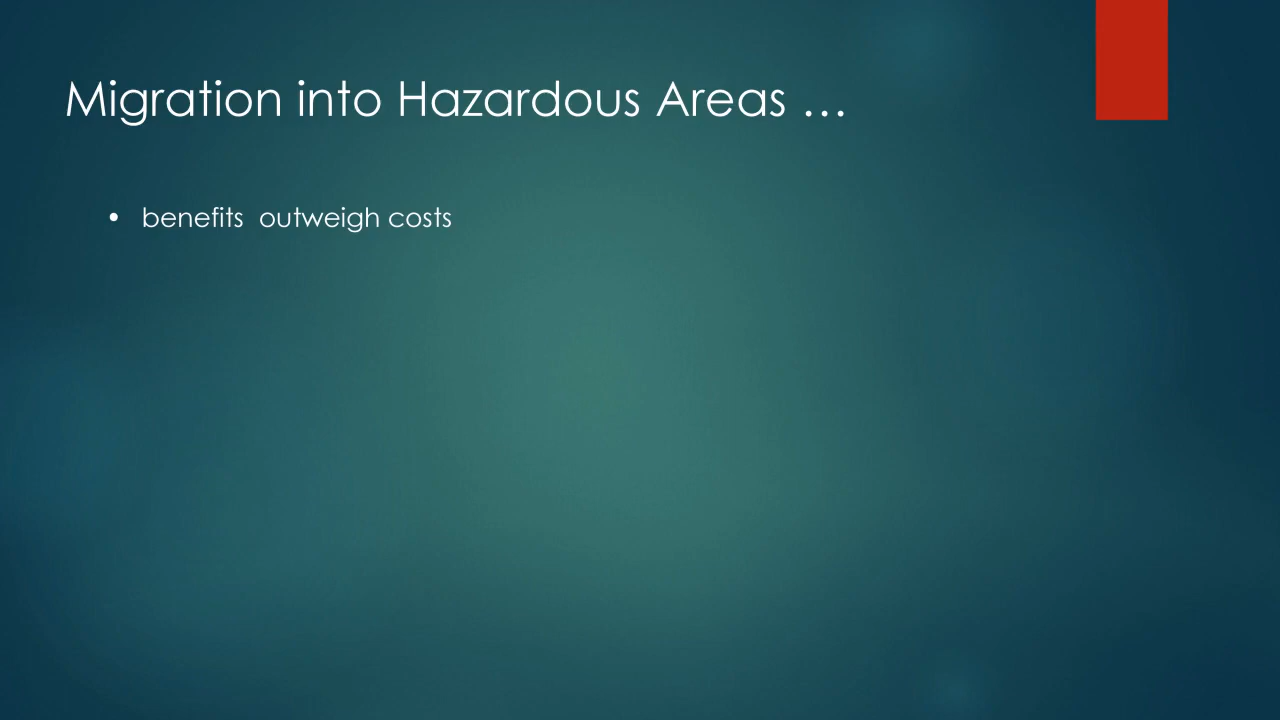 Migration into Hazardous Areas …
• benefits  outweigh costs